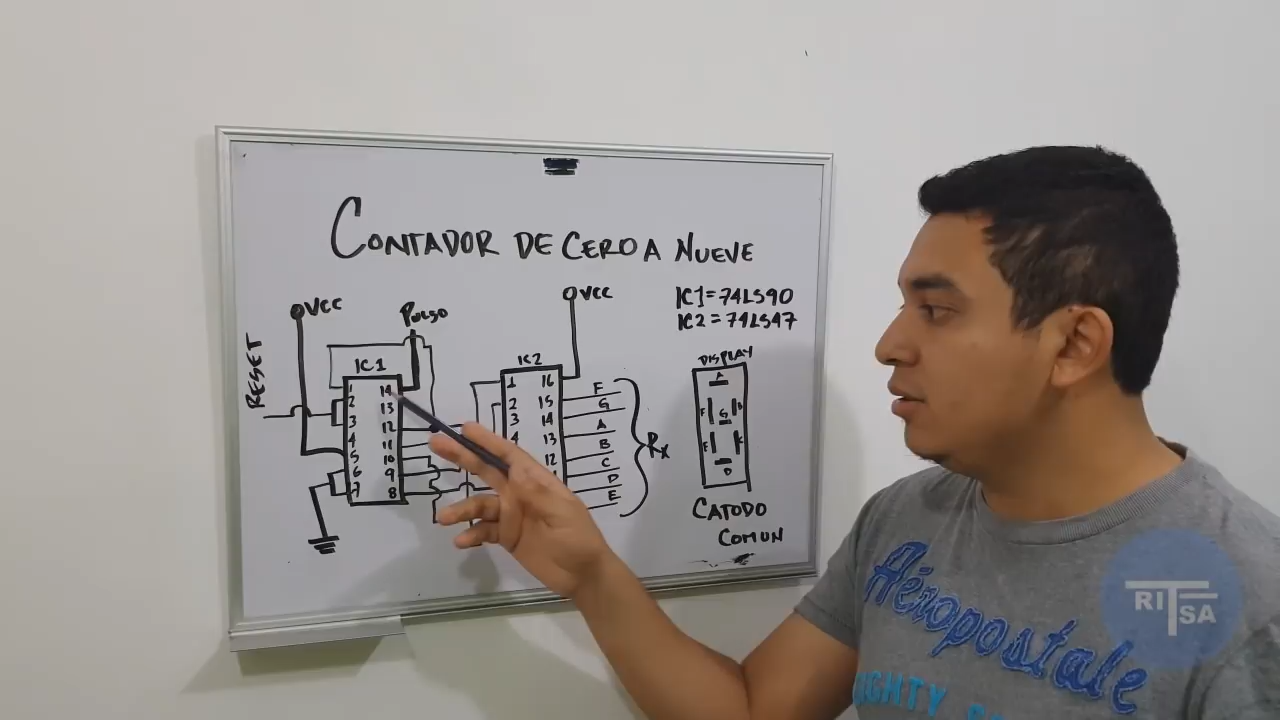 CONTADOR DE CERO A NUEVE
VCC
PULSO
VCC
IC1=74LS90
IC2=74LS47
RESET
IC1
1
2
3
4
5
6
7
14
13
12
11
10
9
8
IC2
1
2
3
4
16
15
14
13
12
F
G
A
B
C
D
E
Rx
DISPLAY
A
F
B
G
E
C
D
CATODO
COMUN
Aéropostale
RITSA